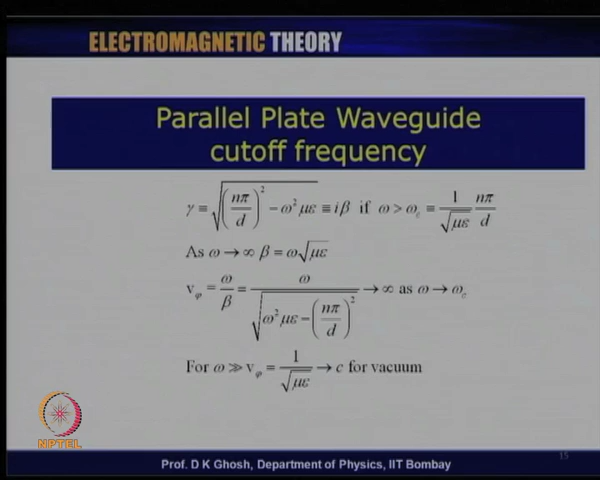 ELECTROMAGNETIC THEORY
Parallel Plate Waveguide
cutoff frequency
γ ≡ √((nπ/d)² − ω²με) ≡ iβ if ω > ω_c ≡ 1/√(με) nπ/d
As ω → ∞ β = ω√(με)
v_φ = ω/β = ω/√(ω²με − (nπ/d)²) → ∞ as ω → ω_c
For ω ≫ v_φ = 1/√(με) → c for vacuum
NPTEL
15
Prof. D K Ghosh, Department of Physics, IIT Bombay